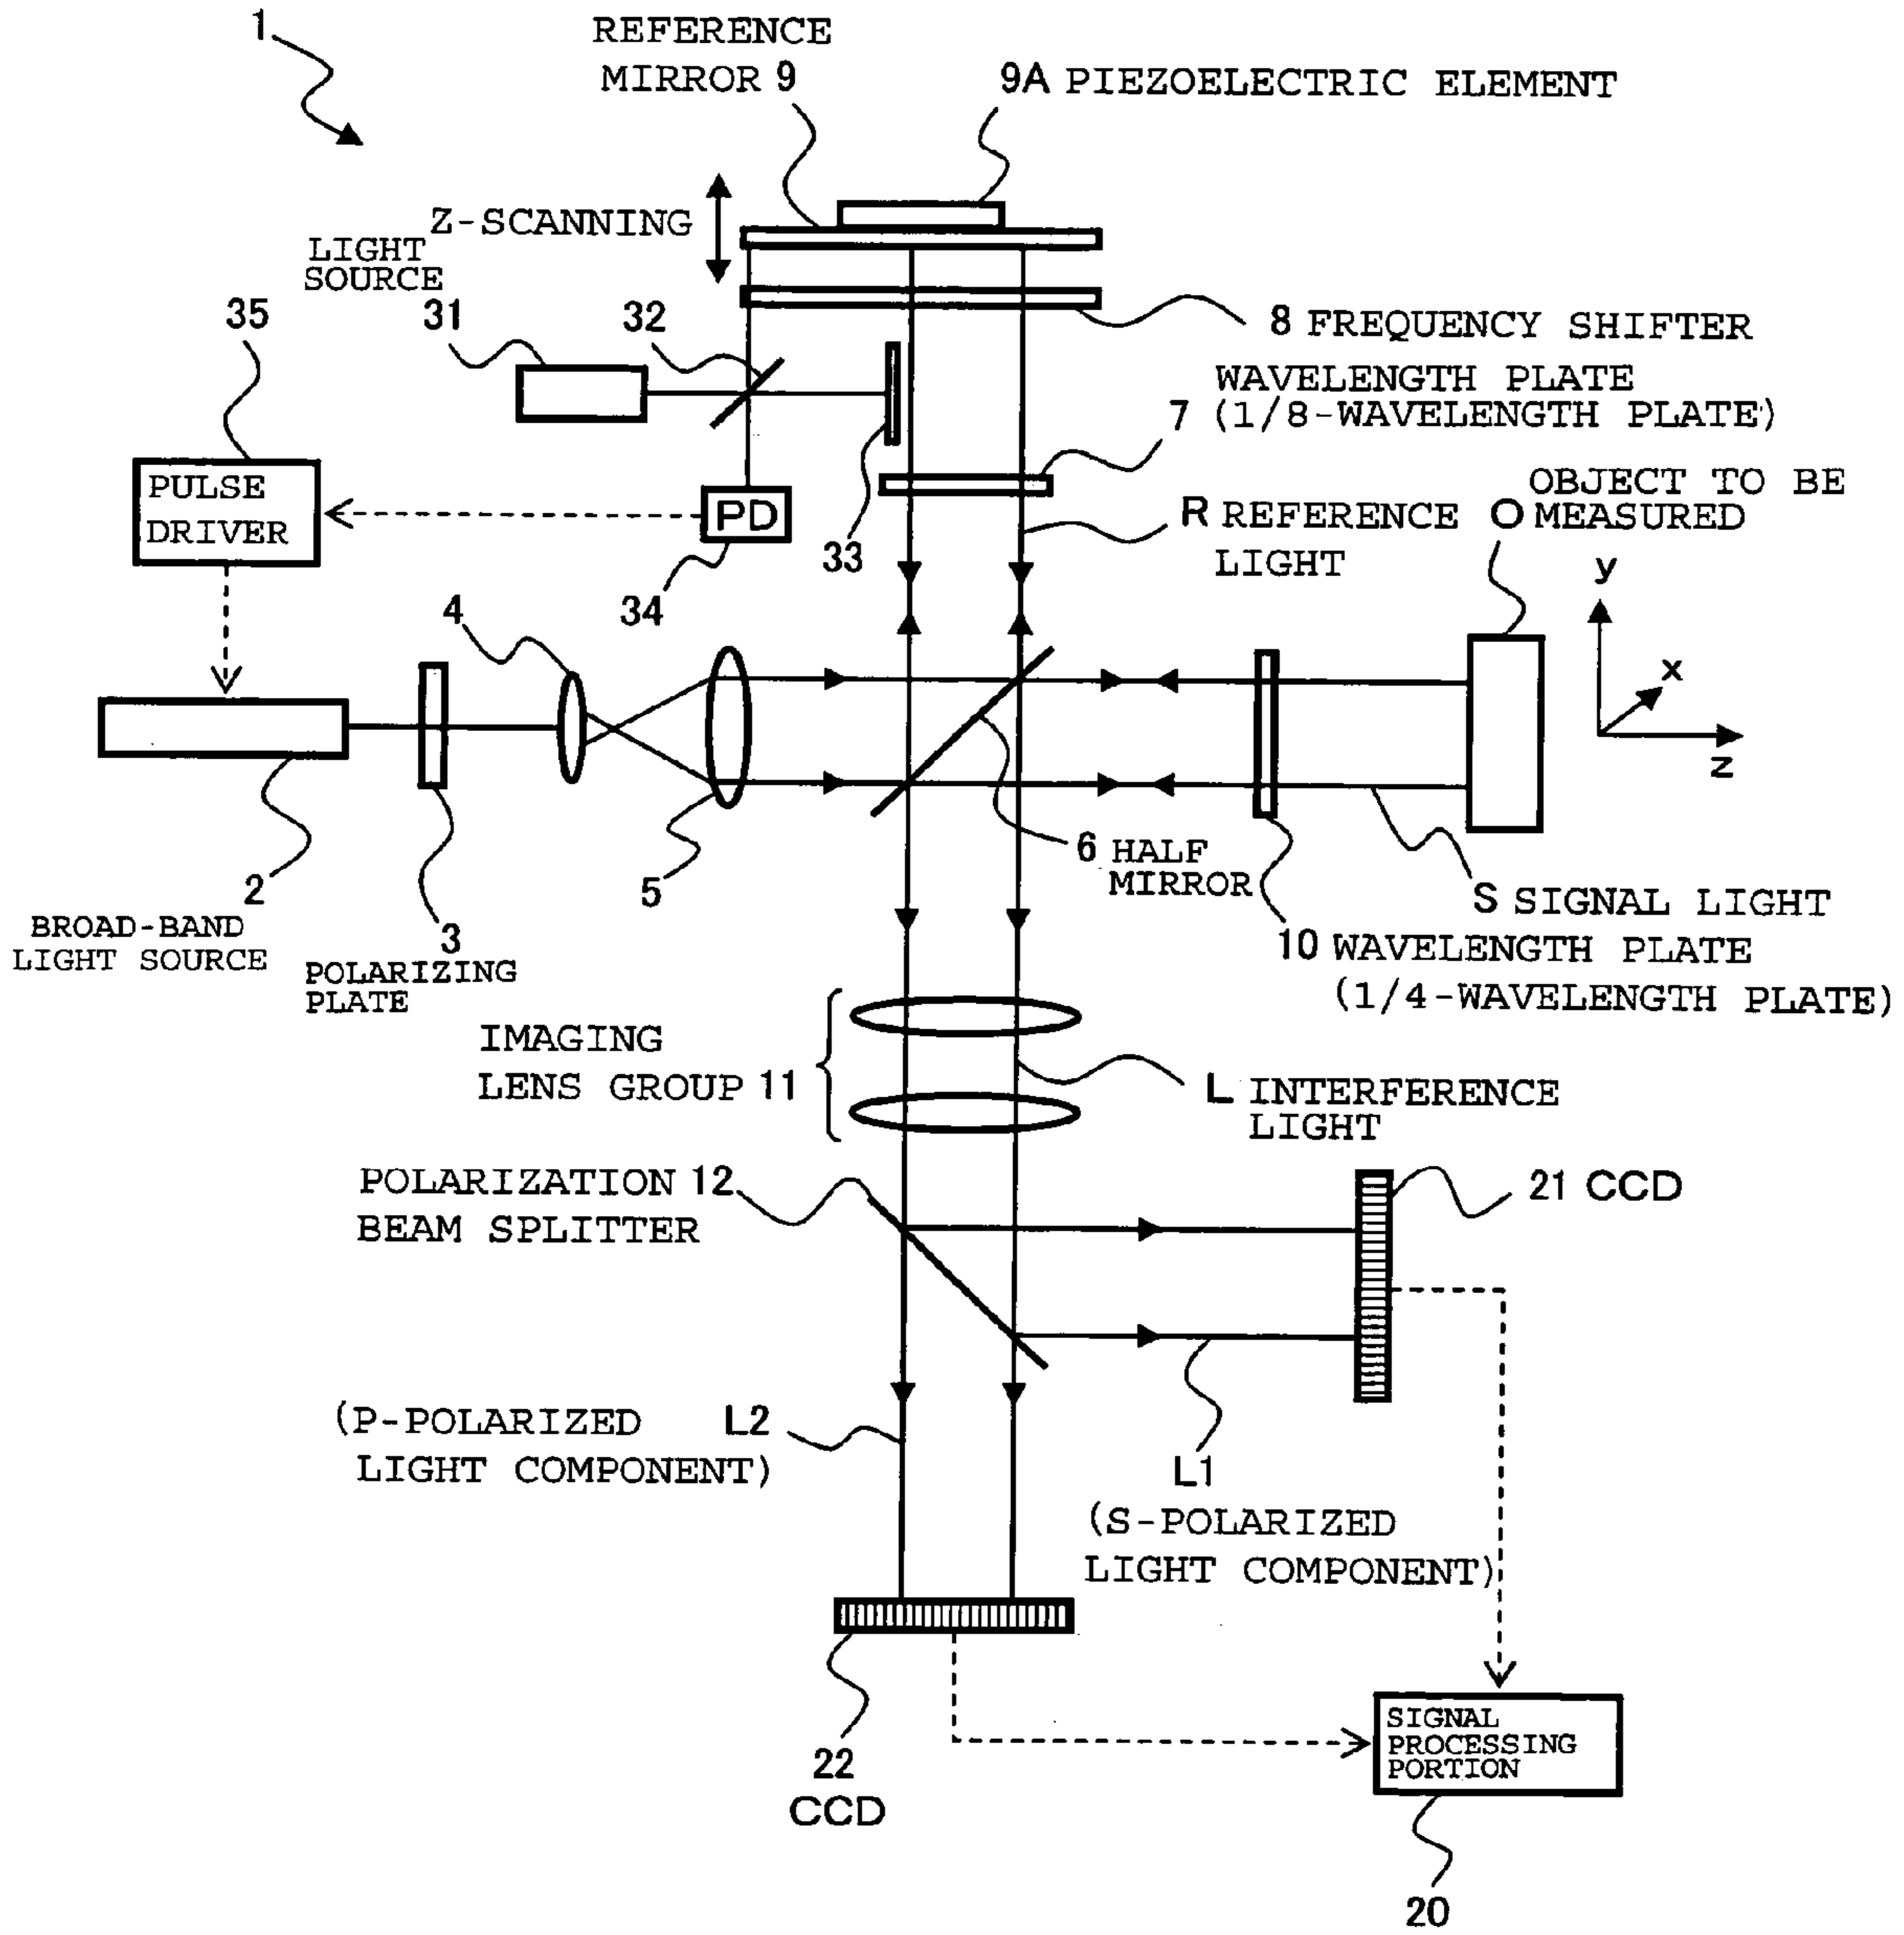 1
REFERENCE
MIRROR 9
9A PIEZOELECTRIC ELEMENT
Z-SCANNING
LIGHT
SOURCE
31
32
35
8 FREQUENCY SHIFTER
WAVELENGTH PLATE
7 (1/8-WAVELENGTH PLATE)
PULSE
DRIVER
PD
33
34
R REFERENCE
LIGHT
O OBJECT TO BE
MEASURED
y
x
z
4
5
2
BROAD-BAND
LIGHT SOURCE
3
POLARIZING
PLATE
6 HALF
MIRROR
S SIGNAL LIGHT
10 WAVELENGTH PLATE
(1/4-WAVELENGTH PLATE)
IMAGING
LENS GROUP 11
L INTERFERENCE
LIGHT
POLARIZATION 12
BEAM SPLITTER
21 CCD
(P-POLARIZED L2
LIGHT COMPONENT)
L1
(S-POLARIZED
LIGHT COMPONENT)
22
CCD
SIGNAL
PROCESSING
PORTION
20